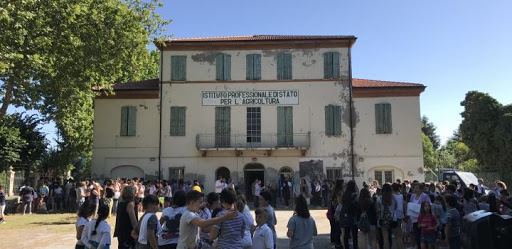 ISTITUTO PROFESSIONALE DI STATO
PER L'AGRICOLTURA